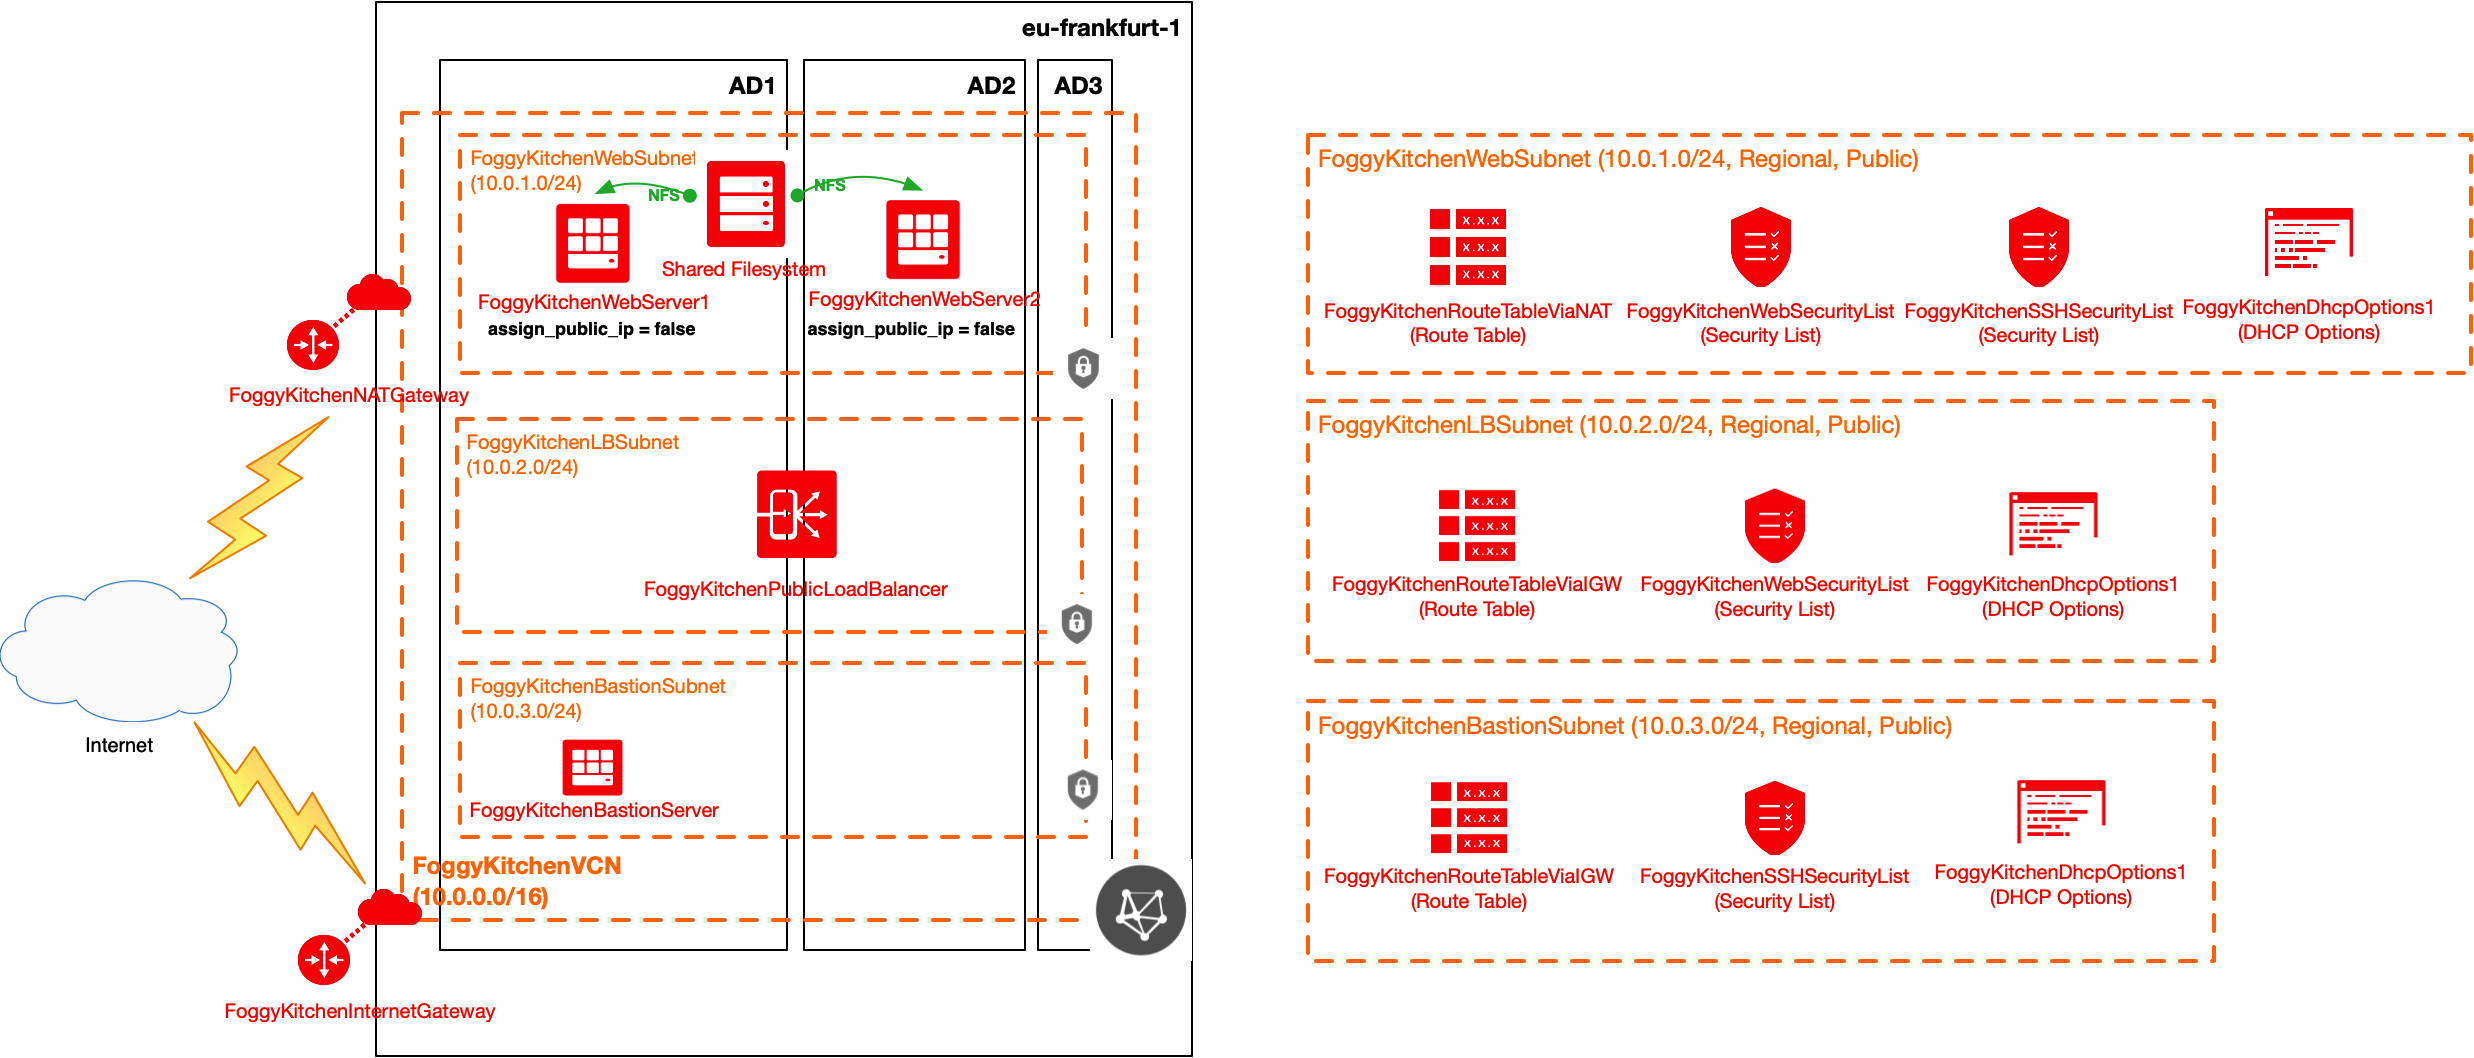 eu-frankfurt-1
AD1
AD2
AD3
FoggyKitchenWebSubnet
(10.0.1.0/24)
NFS
NFS
Shared Filesystem
FoggyKitchenWebServer1
assign_public_ip = false
FoggyKitchenWebServer2
assign_public_ip = false
FoggyKitchenNATGateway
FoggyKitchenLBSubnet
(10.0.2.0/24)
FoggyKitchenPublicLoadBalancer
Internet
FoggyKitchenBastionSubnet
(10.0.3.0/24)
FoggyKitchenBastionServer
FoggyKitchenVCN
(10.0.0.0/16)
FoggyKitchenInternetGateway
FoggyKitchenWebSubnet (10.0.1.0/24, Regional, Public)
x.x.x
x.x.x
x.x.x
FoggyKitchenRouteTableViaNAT
(Route Table)
FoggyKitchenWebSecurityList
(Security List)
FoggyKitchenSSHSecurityList
(Security List)
FoggyKitchenDhcpOptions1
(DHCP Options)
FoggyKitchenLBSubnet (10.0.2.0/24, Regional, Public)
x.x.x
x.x.x
x.x.x
FoggyKitchenRouteTableViaIGW
(Route Table)
FoggyKitchenWebSecurityList
(Security List)
FoggyKitchenDhcpOptions1
(DHCP Options)
FoggyKitchenBastionSubnet (10.0.3.0/24, Regional, Public)
x.x.x
x.x.x
x.x.x
FoggyKitchenRouteTableViaIGW
(Route Table)
FoggyKitchenSSHSecurityList
(Security List)
FoggyKitchenDhcpOptions1
(DHCP Options)